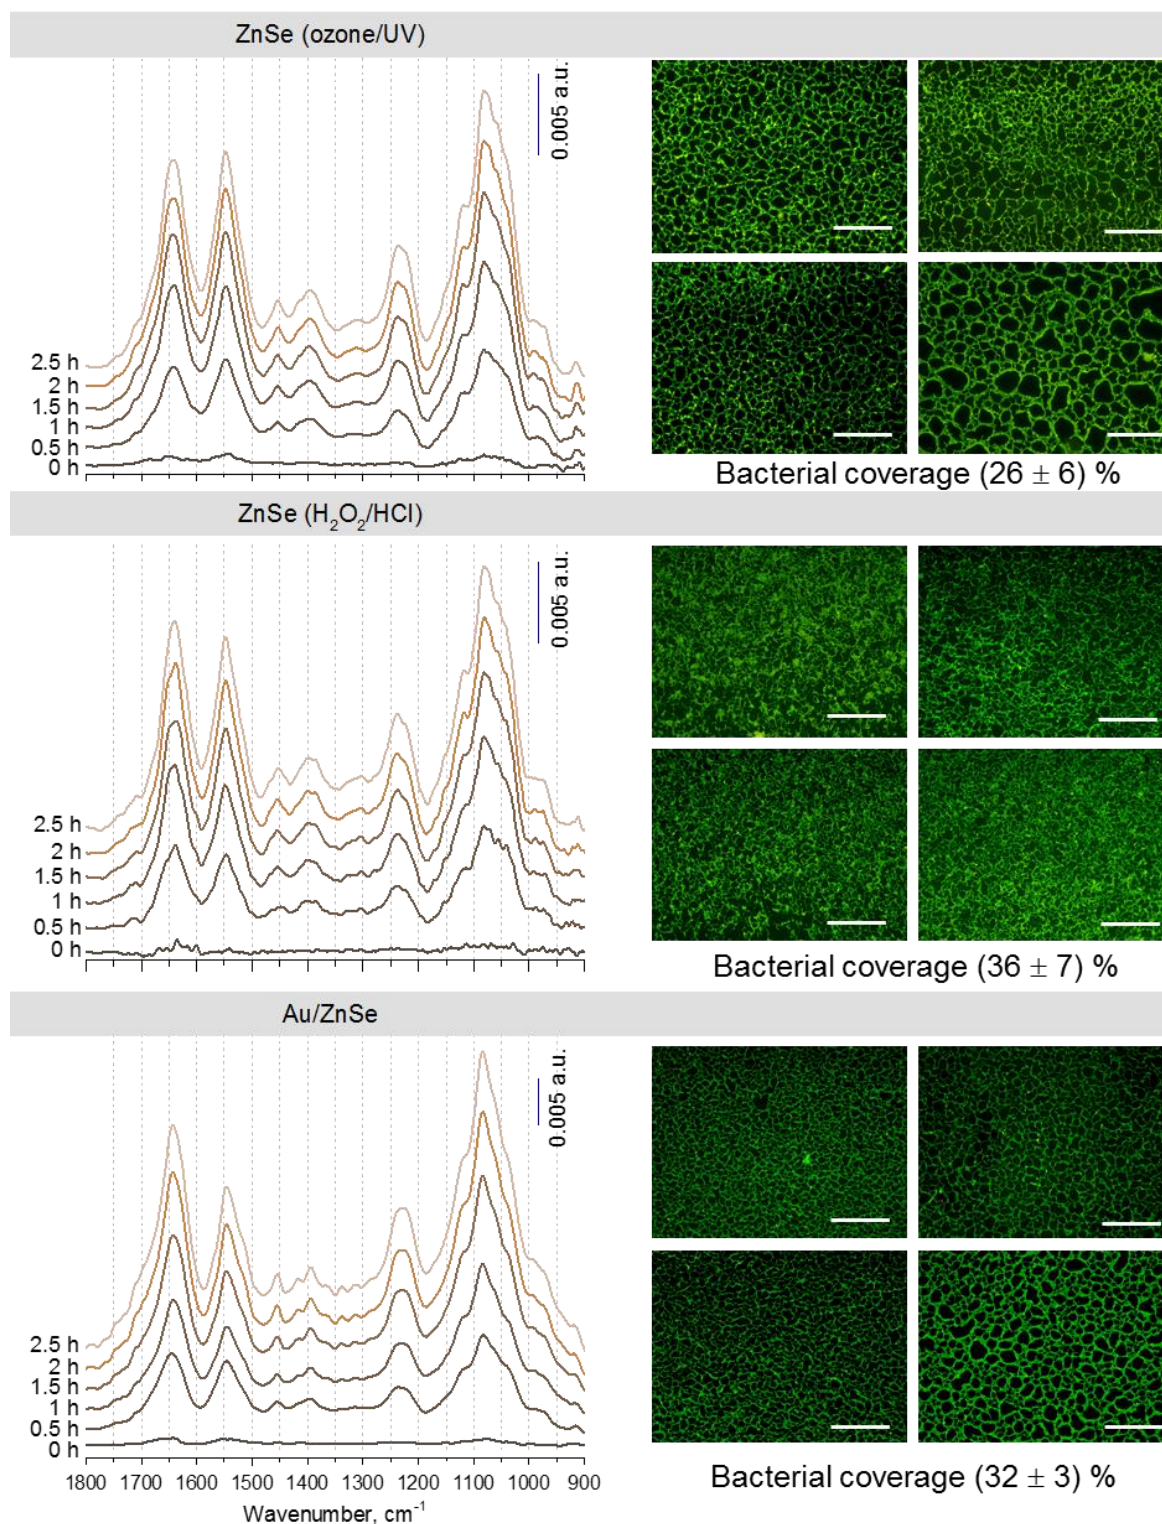 ZnSe (ozone/UV)
0.005 a.u.
2.5 h
2 h
1.5 h
1 h
0.5 h
0 h
Bacterial coverage (26 ± 6) %
ZnSe (H₂O₂/HCl)
0.005 a.u.
2.5 h
2 h
1.5 h
1 h
0.5 h
0 h
Bacterial coverage (36 ± 7) %
Au/ZnSe
0.005 a.u.
2.5 h
2 h
1.5 h
1 h
0.5 h
0 h
1800 1700 1600 1500 1400 1300 1200 1100 1000 900
Wavenumber, cm⁻¹
Bacterial coverage (32 ± 3) %